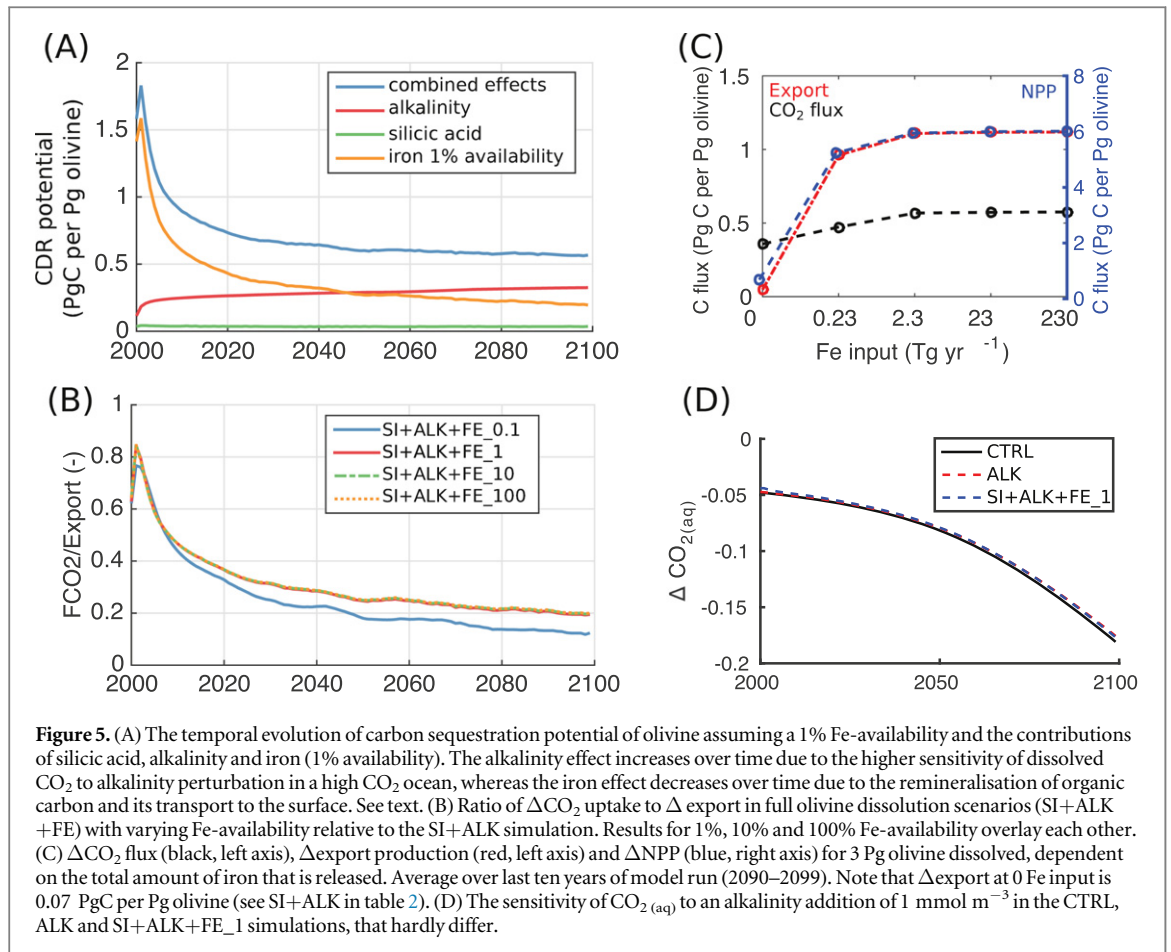 (A)
CDR potential
(PgC per Pg olivine)
2
1.5
1
0.5
0
combined effects
alkalinity
silicic acid
iron 1% availability
2000 2020 2040 2060 2080 2100
(C)
C flux (Pg C per Pg olivine)
1.5
1
0.5
0
Export
CO2 flux
NPP
8
6
4
2
0
C flux (Pg C per Pg olivine)
0 0.23 2.3 23 230
Fe input (Tg yr -1)
(B)
FCO2/Export (-)
1
0.8
0.6
0.4
0.2
0
SI+ALK+FE_0.1
SI+ALK+FE_1
SI+ALK+FE_10
SI+ALK+FE_100
2000 2020 2040 2060 2080 2100
(D)
Δ CO2(aq)
0
-0.05
-0.1
-0.15
-0.2
CTRL
ALK
SI+ALK+FE_1
2000 2050 2100
Figure 5. (A) The temporal evolution of carbon sequestration potential of olivine assuming a 1% Fe-availability and the contributions
of silicic acid, alkalinity and iron (1% availability). The alkalinity effect increases over time due to the higher sensitivity of dissolved
CO2 to alkalinity perturbation in a high CO2 ocean, whereas the iron effect decreases over time due to the remineralisation of organic
carbon and its transport to the surface. See text. (B) Ratio of ΔCO2 uptake to Δ export in full olivine dissolution scenarios (SI+ALK
+FE) with varying Fe-availability relative to the SI+ALK simulation. Results for 1%, 10% and 100% Fe-availability overlay each other.
(C) ΔCO2 flux (black, left axis), Δexport production (red, left axis) and ΔNPP (blue, right axis) for 3 Pg olivine dissolved, dependent
on the total amount of iron that is released. Average over last ten years of model run (2090–2099). Note that Δexport at 0 Fe input is
0.07 PgC per Pg olivine (see SI+ALK in table 2). (D) The sensitivity of CO2 (aq) to an alkalinity addition of 1 mmol m−3 in the CTRL,
ALK and SI+ALK+FE_1 simulations, that hardly differ.